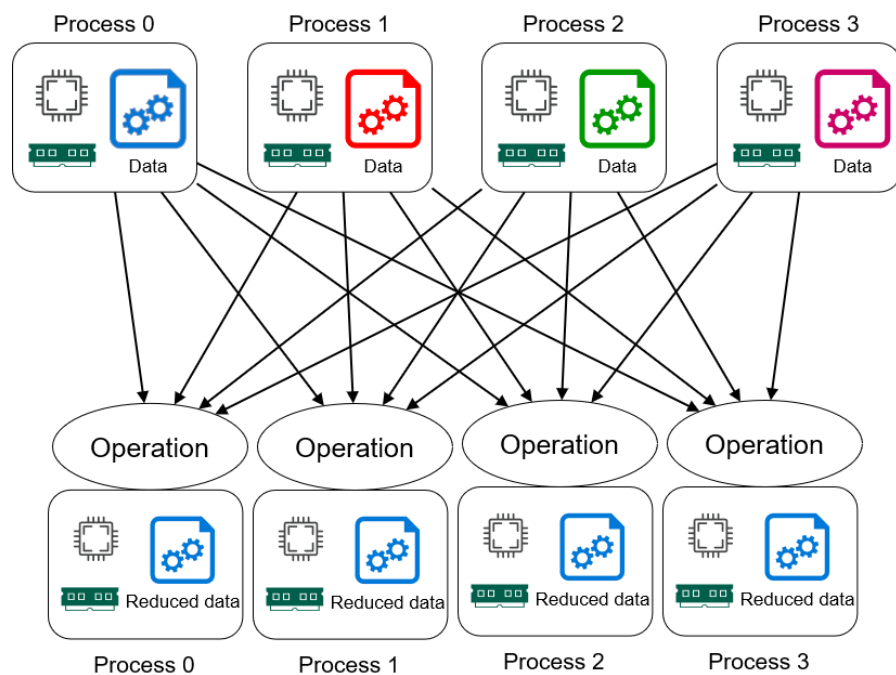 Process 0
Process 1
Process 2
Process 3
Data
Data
Data
Data
Operation
Operation
Operation
Operation
Reduced data
Reduced data
Reduced data
Reduced data
Process 0
Process 1
Process 2
Process 3